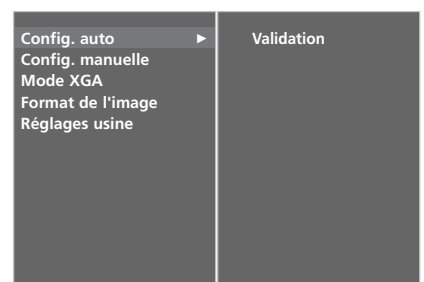 Config. auto ► Validation
Config. manuelle
Mode XGA
Format de l'image
Réglages usine